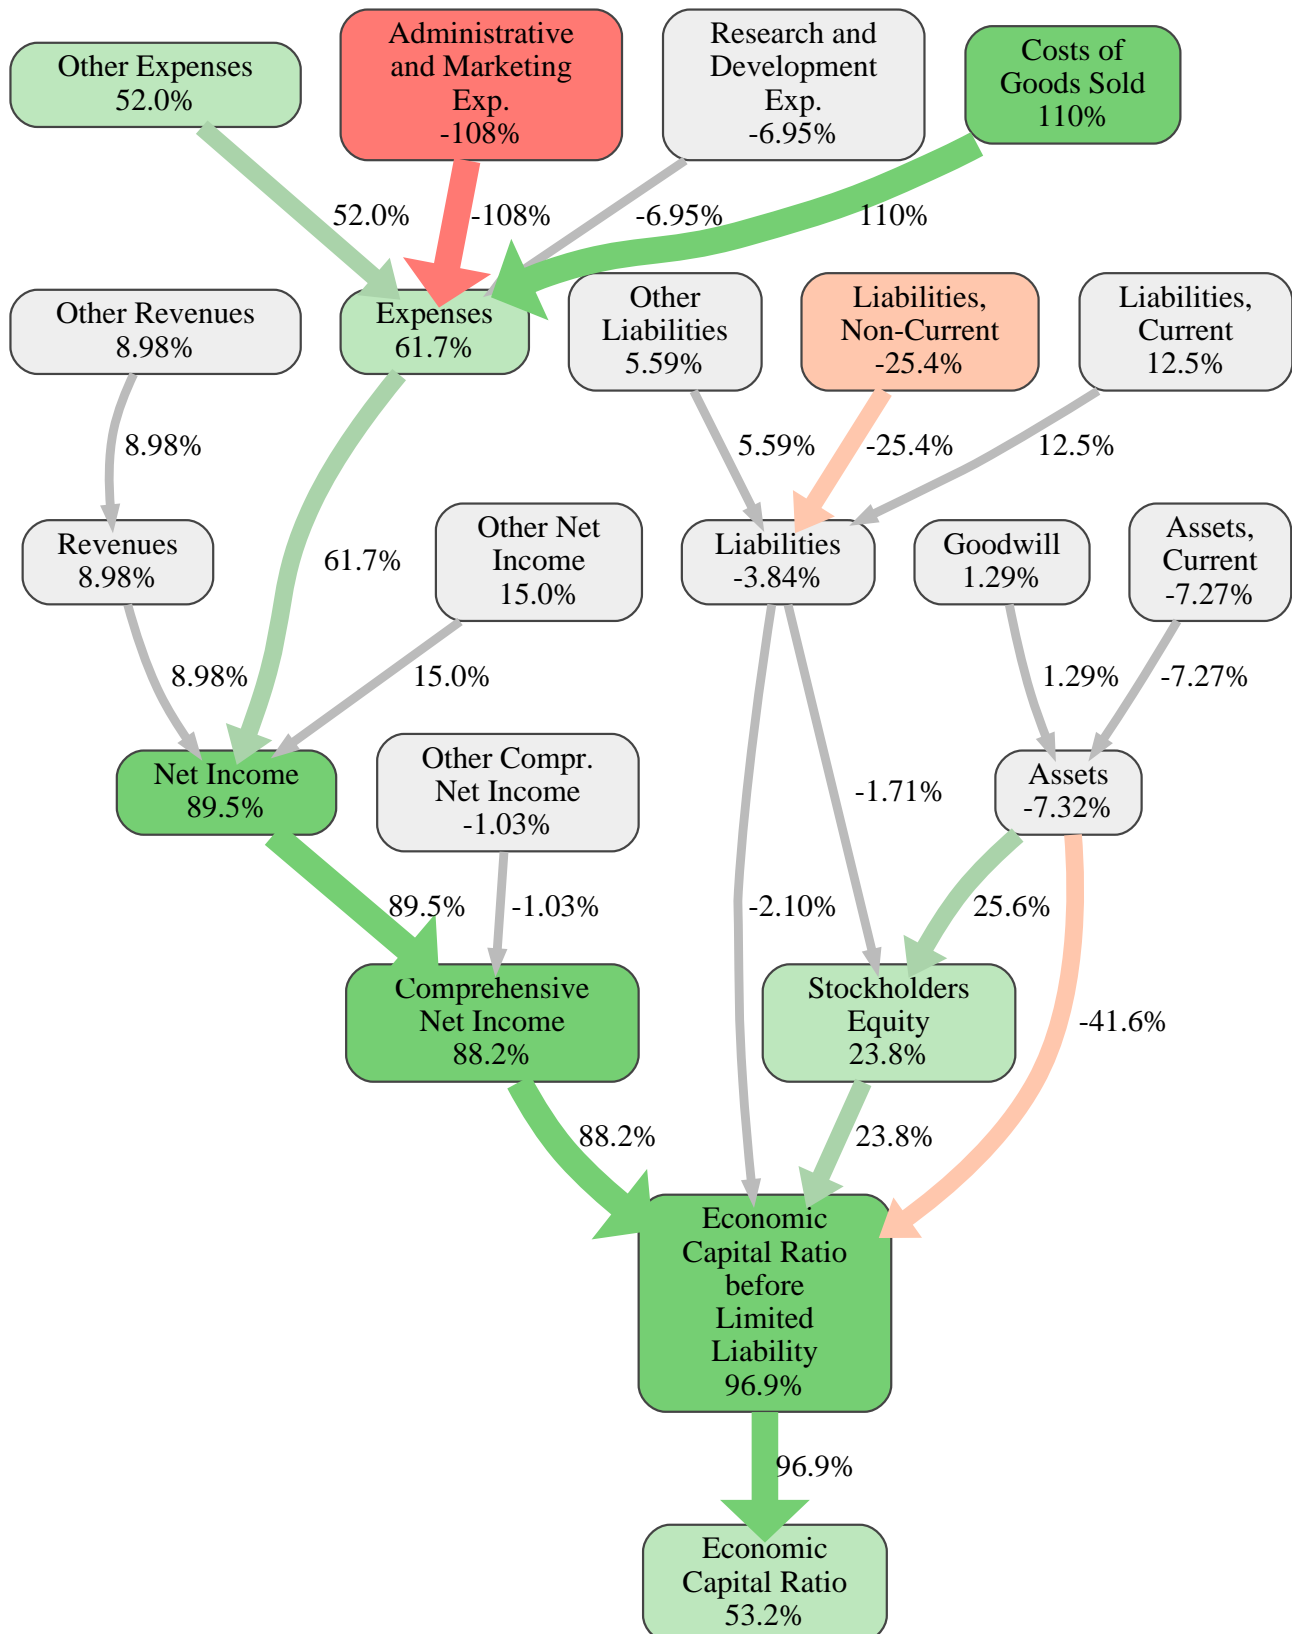 Other Expenses
52.0%
Administrative
and Marketing
Exp.
-108%
Research and
Development
Exp.
-6.95%
Costs of
Goods Sold
110%
52.0%
-108%
-6.95%
110%
Other Revenues
8.98%
Expenses
61.7%
Other
Liabilities
5.59%
Liabilities,
Non-Current
-25.4%
Liabilities,
Current
12.5%
8.98%
5.59%
-25.4%
12.5%
Revenues
8.98%
61.7%
Other Net
Income
15.0%
Liabilities
-3.84%
Goodwill
1.29%
Assets,
Current
-7.27%
8.98%
15.0%
1.29%
-7.27%
Net Income
89.5%
Other Compr.
Net Income
-1.03%
-1.71%
Assets
-7.32%
89.5%
-1.03%
-2.10%
25.6%
Comprehensive
Net Income
88.2%
Stockholders
Equity
23.8%
-41.6%
88.2%
23.8%
Economic
Capital Ratio
before
Limited
Liability
96.9%
96.9%
Economic
Capital Ratio
53.2%